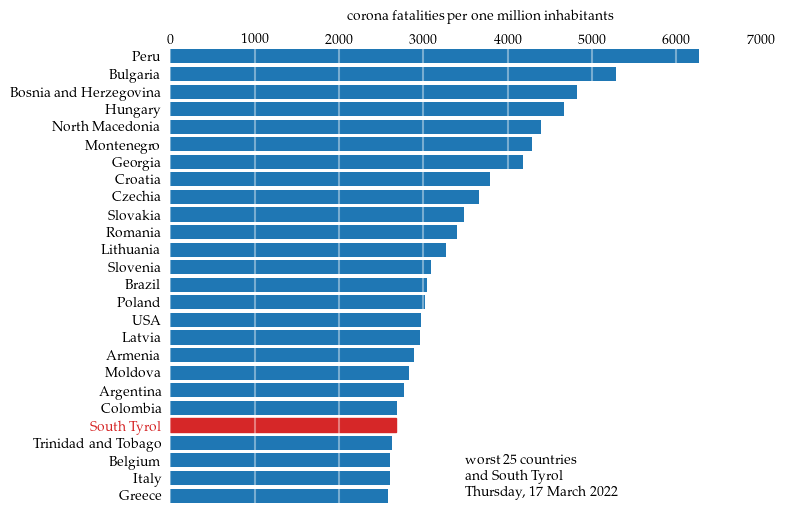 corona fatalities per one million inhabitants
0 1000 2000 3000 4000 5000 6000 7000
Peru
Bulgaria
Bosnia and Herzegovina
Hungary
North Macedonia
Montenegro
Georgia
Croatia
Czechia
Slovakia
Romania
Lithuania
Slovenia
Brazil
Poland
USA
Latvia
Armenia
Moldova
Argentina
Colombia
South Tyrol
Trinidad and Tobago
Belgium
Italy
Greece
worst 25 countries
and South Tyrol
Thursday, 17 March 2022